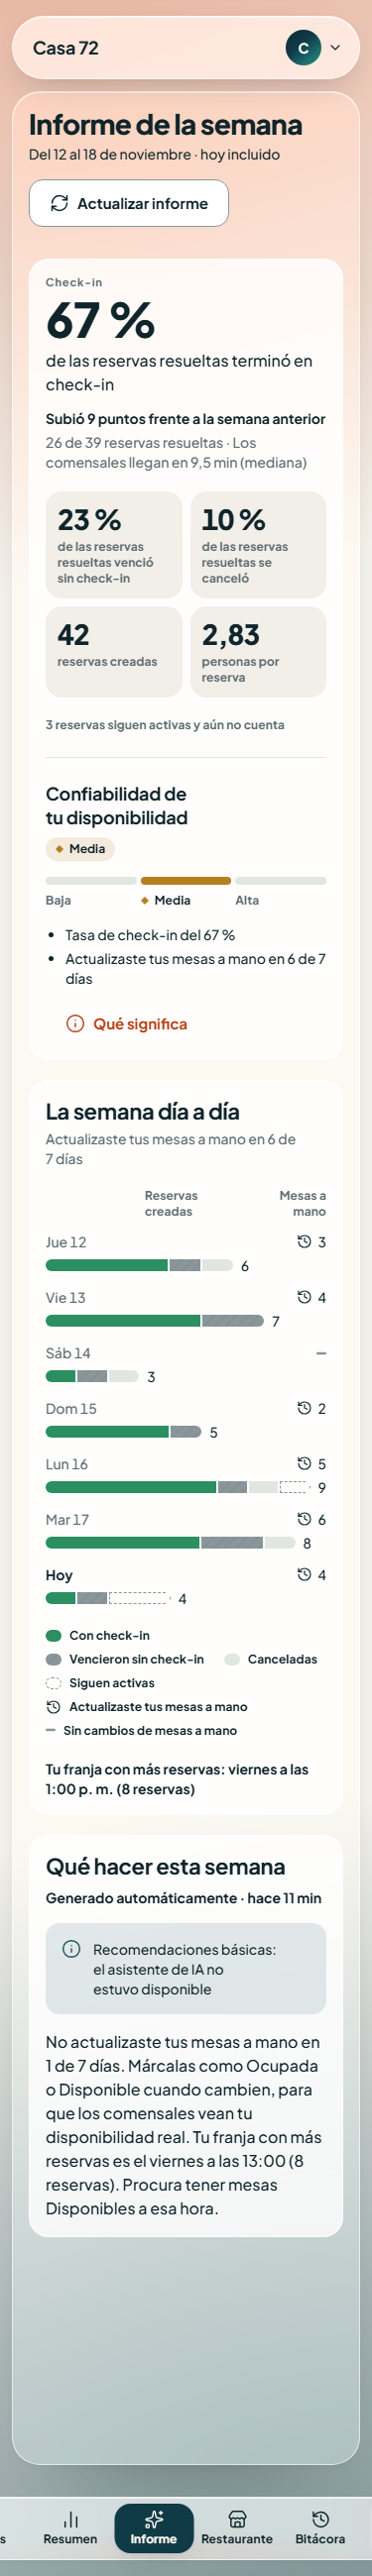 Casa 72
C
Informe de la semana
Del 12 al 18 de noviembre · hoy incluido
Actualizar informe
Check-in
67 %
de las reservas resueltas terminó en
check-in
Subió 9 puntos frente a la semana anterior
26 de 39 reservas resueltas · Los
comensales llegan en 9,5 min (mediana)
23 %
de las reservas
resueltas venció
sin check-in
10 %
de las reservas
resueltas se
canceló
42
reservas creadas
2,83
personas por
reserva
3 reservas siguen activas y aún no cuenta
Confiabilidad de
tu disponibilidad
Media
Baja
Media
Alta
Tasa de check-in del 67 %
Actualizaste tus mesas a mano en 6 de 7
días
Qué significa
La semana día a día
Actualizaste tus mesas a mano en 6 de
7 días
Reservas
creadas
Mesas a
mano
Jue 12
3
6
Vie 13
4
7
Sáb 14
–
3
Dom 15
2
5
Lun 16
5
9
Mar 17
6
8
Hoy
4
4
Con check-in
Vencieron sin check-in
Canceladas
Siguen activas
Actualizaste tus mesas a mano
– Sin cambios de mesas a mano
Tu franja con más reservas: viernes a las
1:00 p. m. (8 reservas)
Qué hacer esta semana
Generado automáticamente · hace 11 min
Recomendaciones básicas:
el asistente de IA no
estuvo disponible
No actualizaste tus mesas a mano en
1 de 7 días. Márcalas como Ocupada
o Disponible cuando cambien, para
que los comensales vean tu
disponibilidad real. Tu franja con más
reservas es el viernes a las 13:00 (8
reservas). Procura tener mesas
Disponibles a esa hora.
s
Resumen
Informe
Restaurante
Bitácora